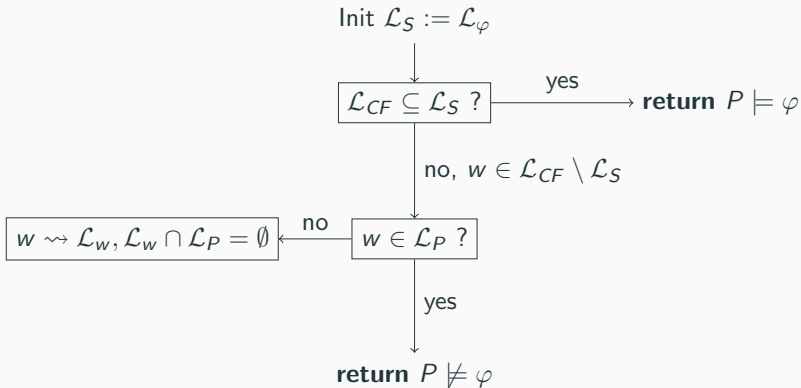 Init ℒ_S := ℒ_φ
ℒ_CF ⊆ ℒ_S ?
yes
return P ⊨ φ
no, w ∈ ℒ_CF \ ℒ_S
w ⇝ ℒ_w, ℒ_w ∩ ℒ_P = ∅
no
w ∈ ℒ_P ?
yes
return P ⊭ φ